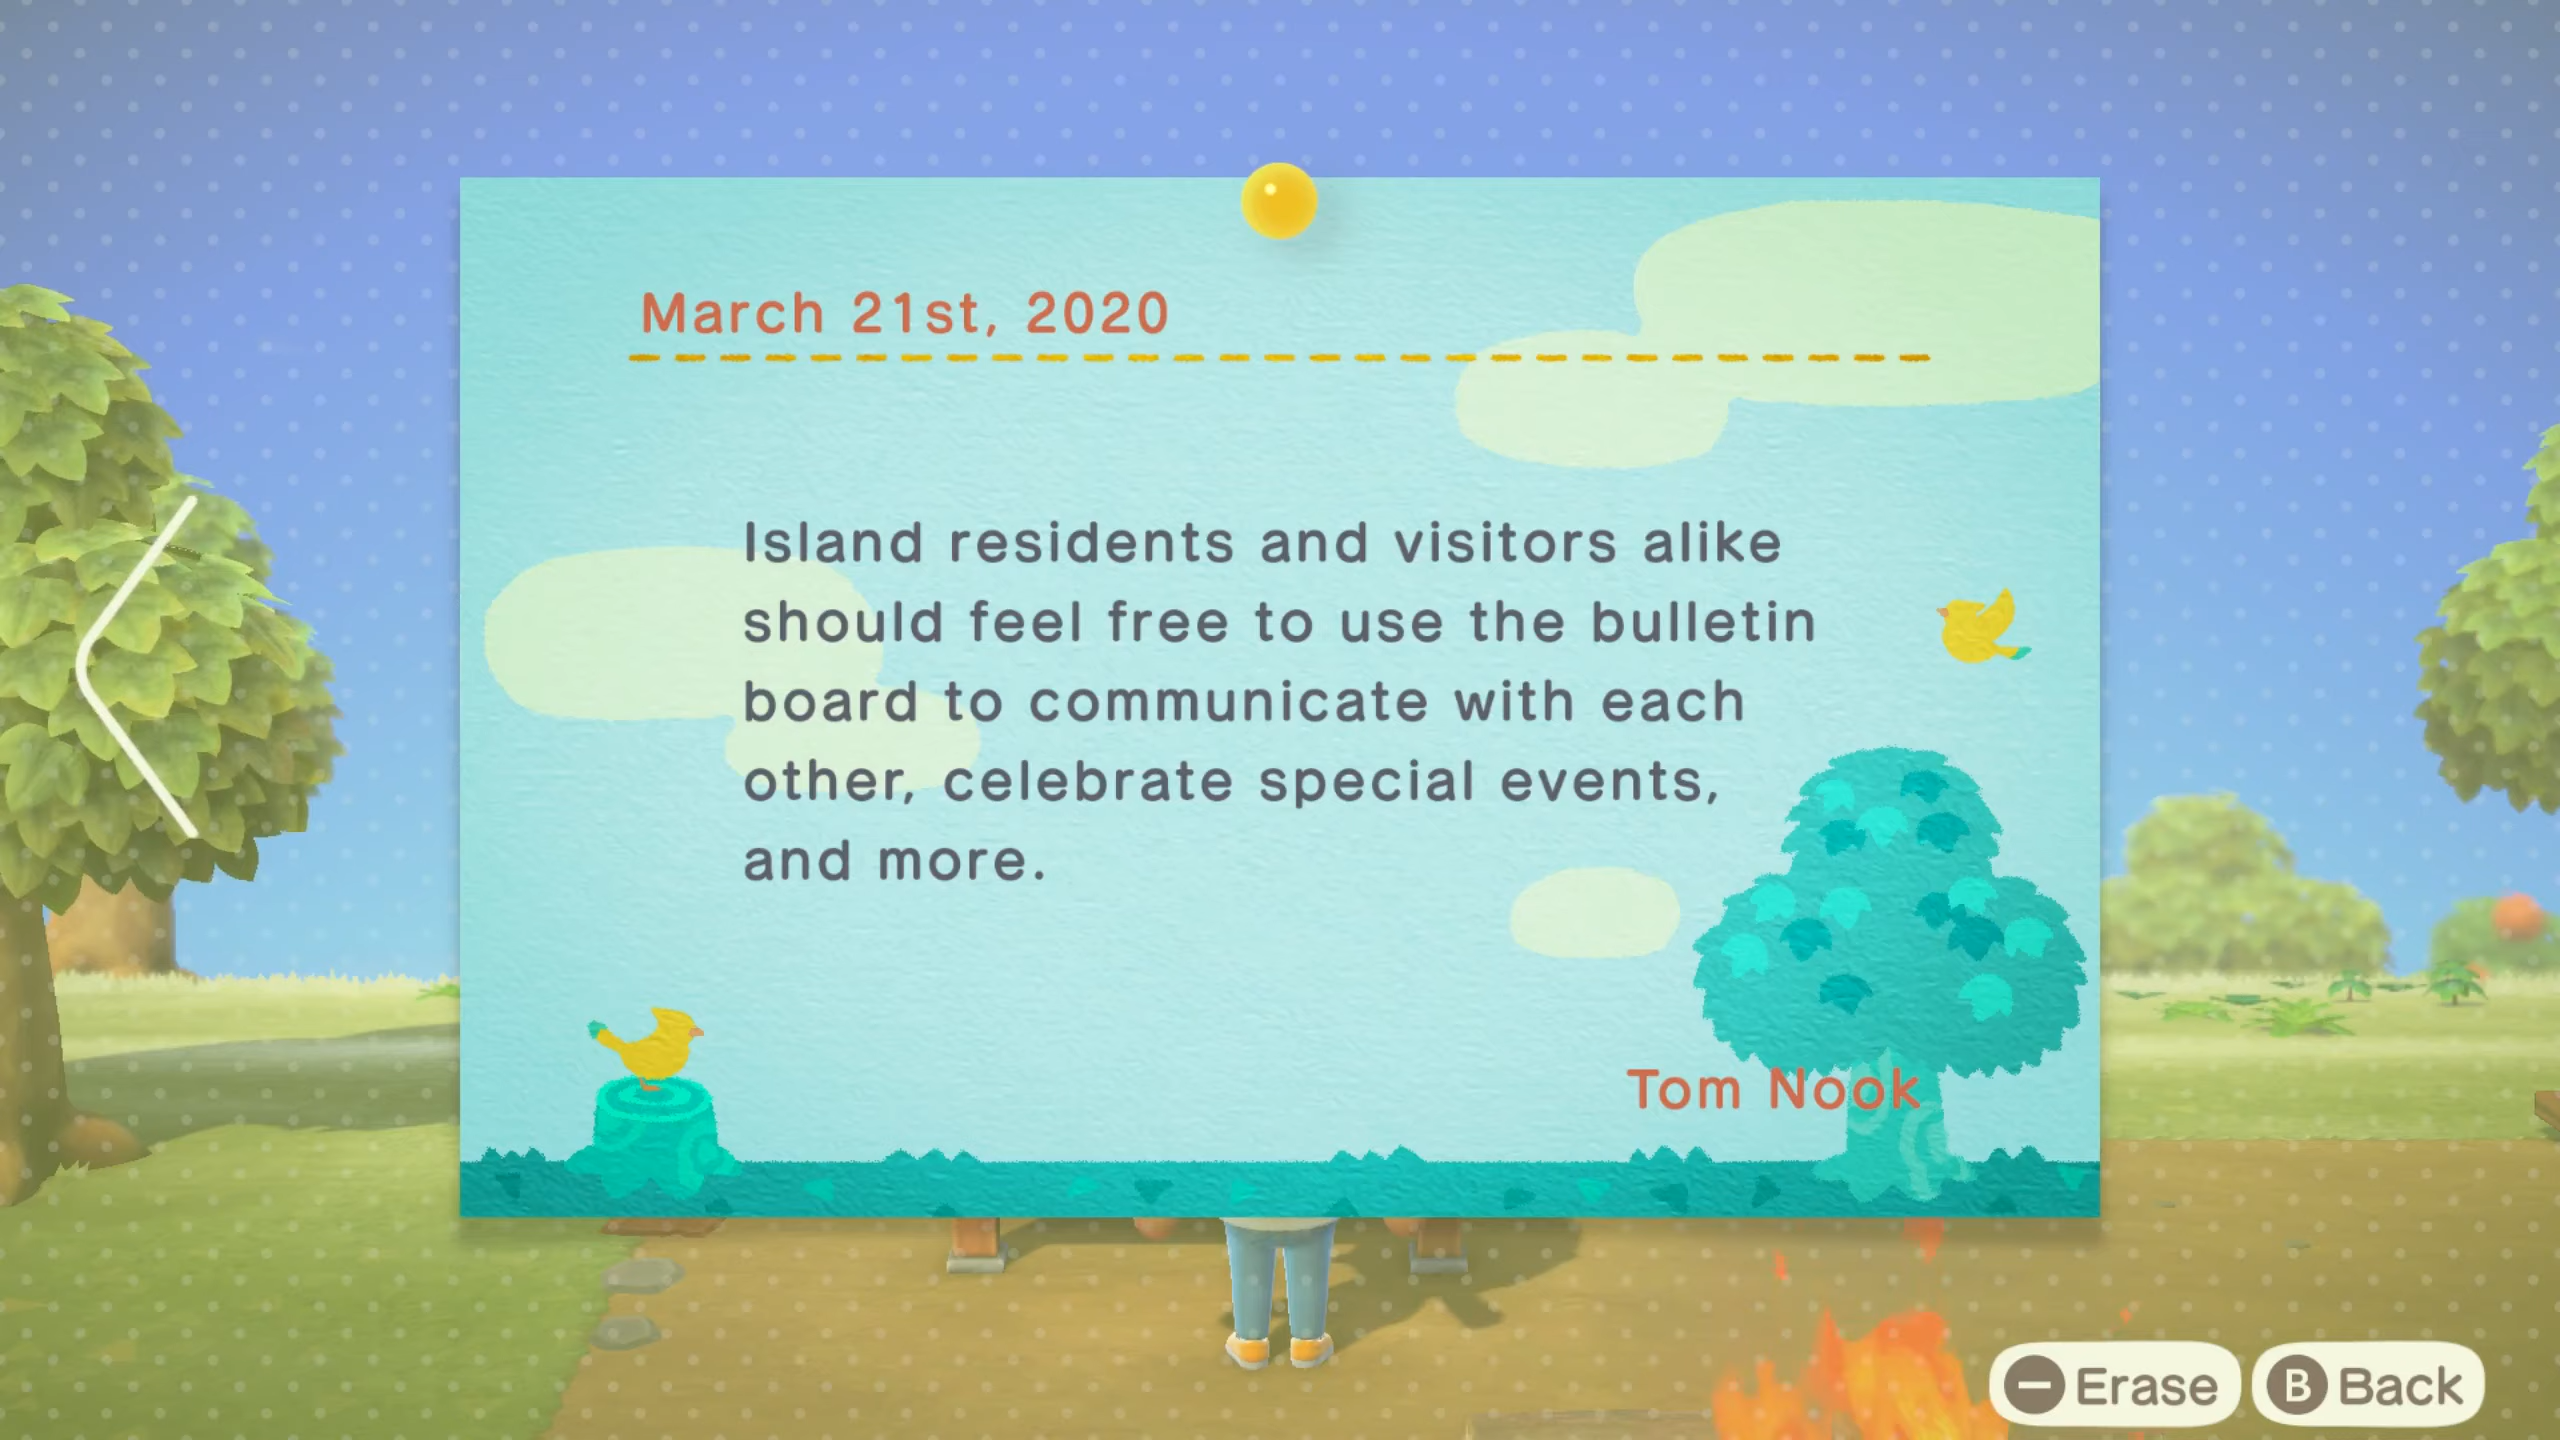 March 21st, 2020
Island residents and visitors alike
should feel free to use the bulletin
board to communicate with each
other, celebrate special events,
and more.
Tom Nook
Erase B Back